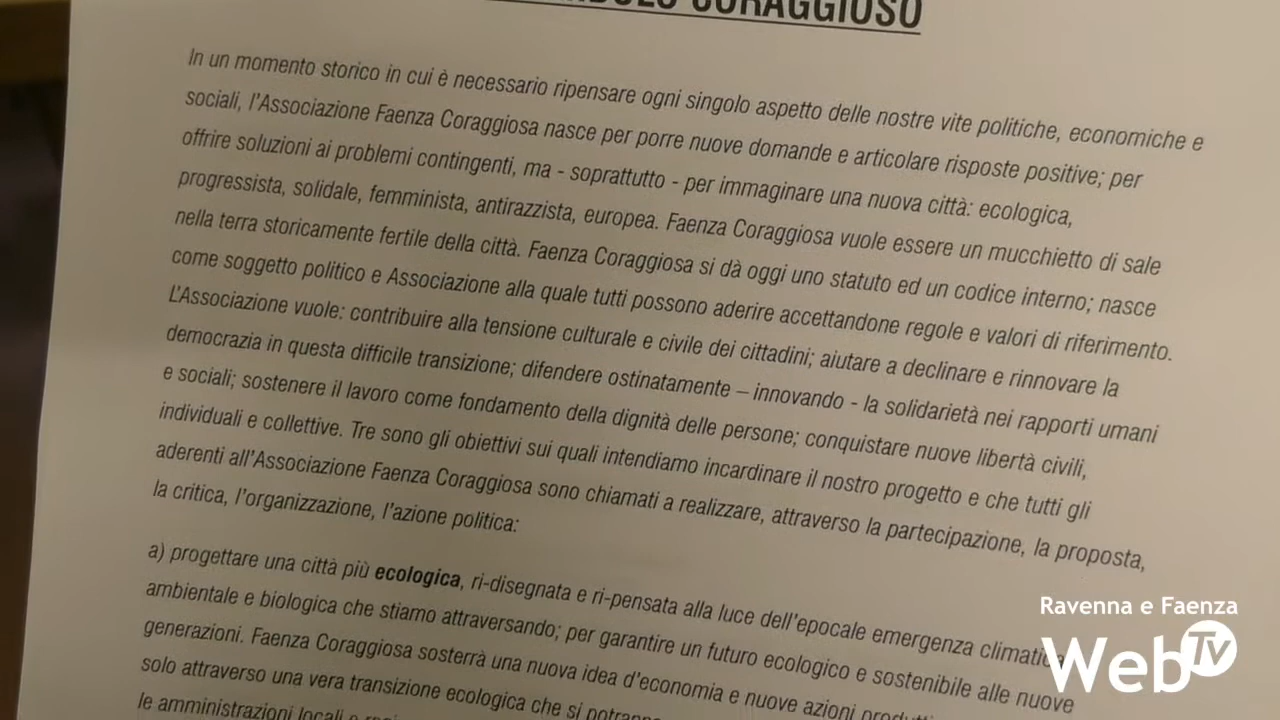 CORAGGIOSO
In un momento storico in cui è necessario ripensare ogni singolo aspetto delle nostre vite politiche, economiche e
sociali, l'Associazione Faenza Coraggiosa nasce per porre nuove domande e articolare risposte positive; per
offrire soluzioni ai problemi contingenti, ma - soprattutto - per immaginare una nuova città: ecologica,
progressista, solidale, femminista, antirazzista, europea. Faenza Coraggiosa vuole essere un mucchietto di sale
nella terra storicamente fertile della città. Faenza Coraggiosa si dà oggi uno statuto ed un codice interno; nasce
come soggetto politico e Associazione alla quale tutti possono aderire accettandone regole e valori di riferimento.
L'Associazione vuole: contribuire alla tensione culturale e civile dei cittadini; aiutare a declinare e rinnovare la
democrazia in questa difficile transizione; difendere ostinatamente – innovando - la solidarietà nei rapporti umani
e sociali; sostenere il lavoro come fondamento della dignità delle persone; conquistare nuove libertà civili,
individuali e collettive. Tre sono gli obiettivi sui quali intendiamo incardinare il nostro progetto e che tutti gli
aderenti all'Associazione Faenza Coraggiosa sono chiamati a realizzare, attraverso la partecipazione, la proposta,
la critica, l'organizzazione, l'azione politica:
a) progettare una città più ecologica, ri-disegnata e ri-pensata alla luce dell'epocale emergenza climatica
ambientale e biologica che stiamo attraversando; per garantire un futuro ecologico e sostenibile alle nuove
generazioni. Faenza Coraggiosa sosterrà una nuova idea d'economia e nuove azioni
solo attraverso una vera transizione ecologica che si
le amministrazioni locali e
Ravenna e Faenza
WebTv